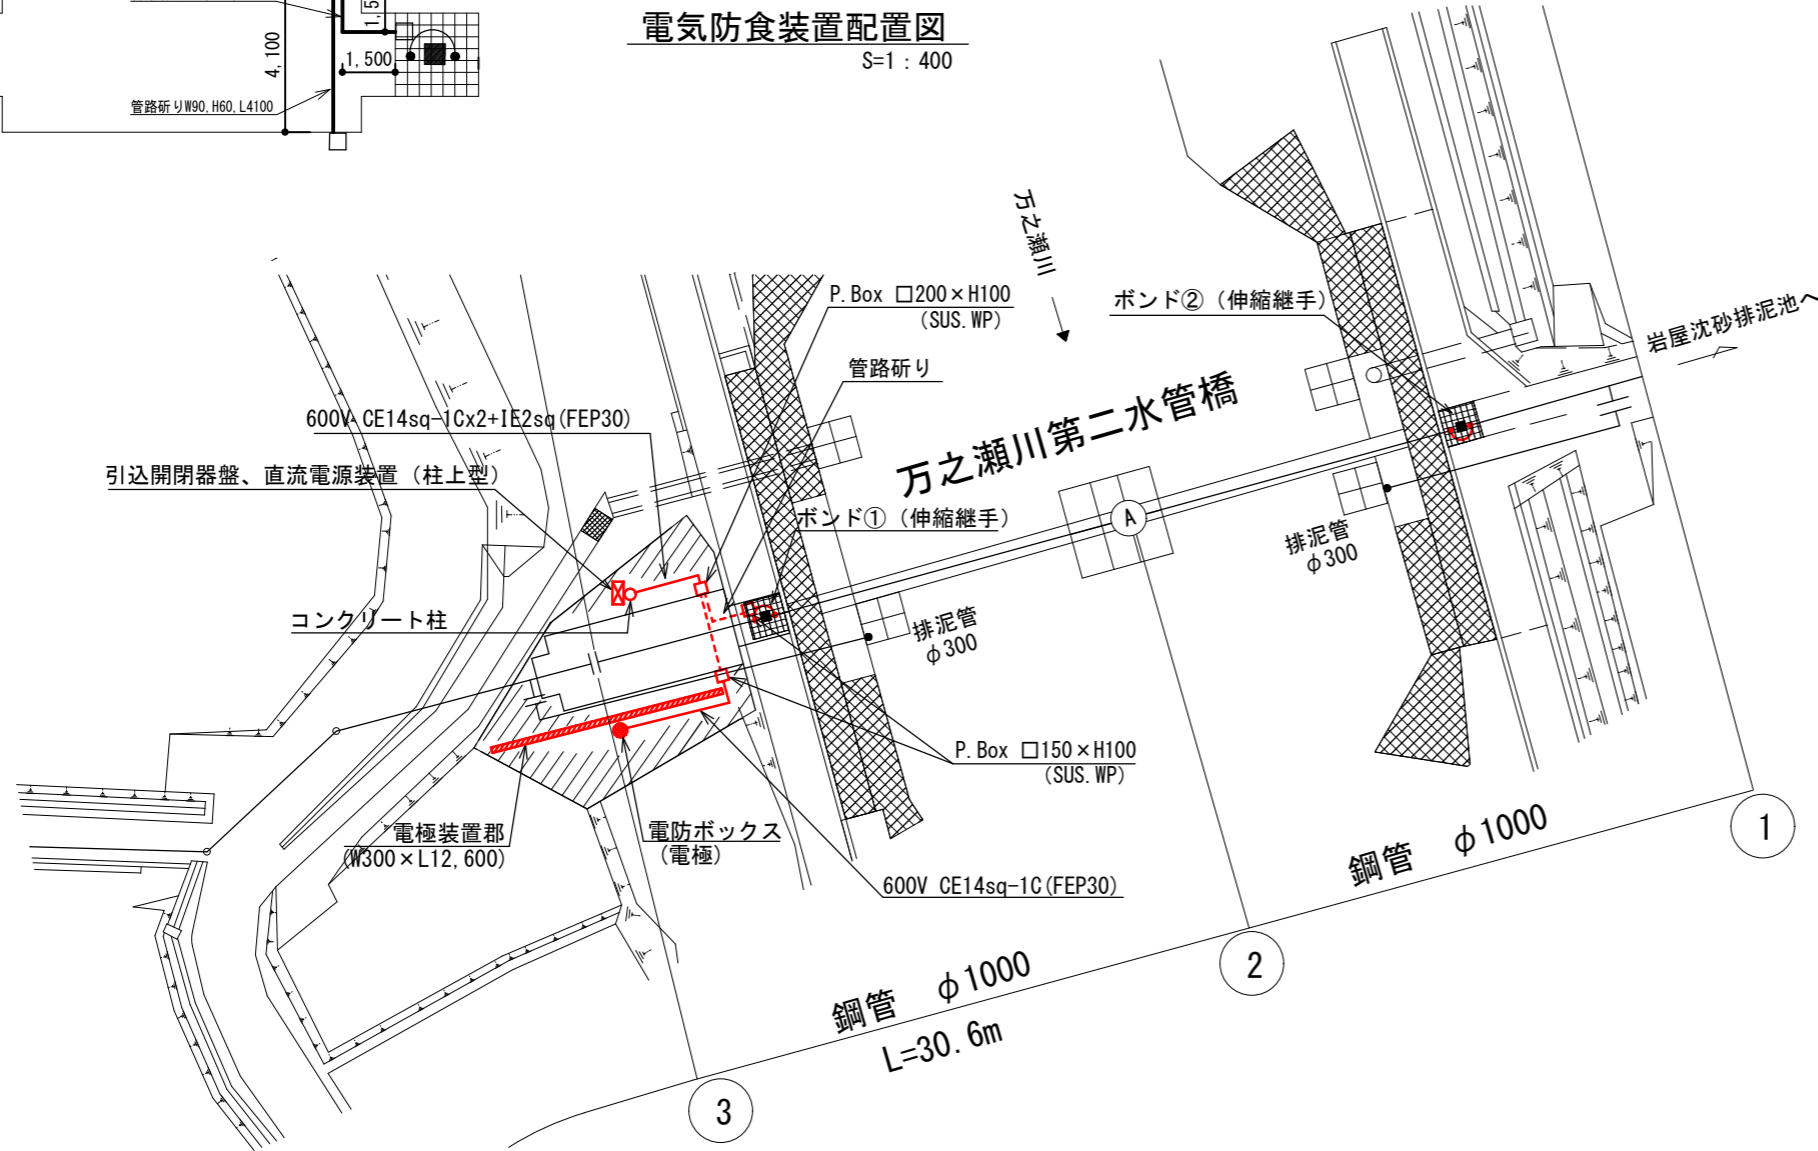 電気防食装置配置図
S=1：400
1,5
4,100
1,500
管路斫りW90,H60,L4100
万之瀬川
P.Box □200×H100
(SUS.WP)
ボンド②（伸縮継手）
岩屋沈砂排泥池へ
管路斫り
600V CE14sq-1Cx2+IE2sq(FEP30)
万之瀬川第二水管橋
引込開閉器盤、直流電源装置（柱上型）
ボンド①（伸縮継手）
A
排泥管
φ300
コンクリート柱
排泥管
φ300
P.Box □150×H100
(SUS.WP)
電極装置郡
(W300×L12,600)
電防ボックス
（電極）
600V CE14sq-1C(FEP30)
鋼管 φ1000
1
鋼管 φ1000
L=30.6m
2
3